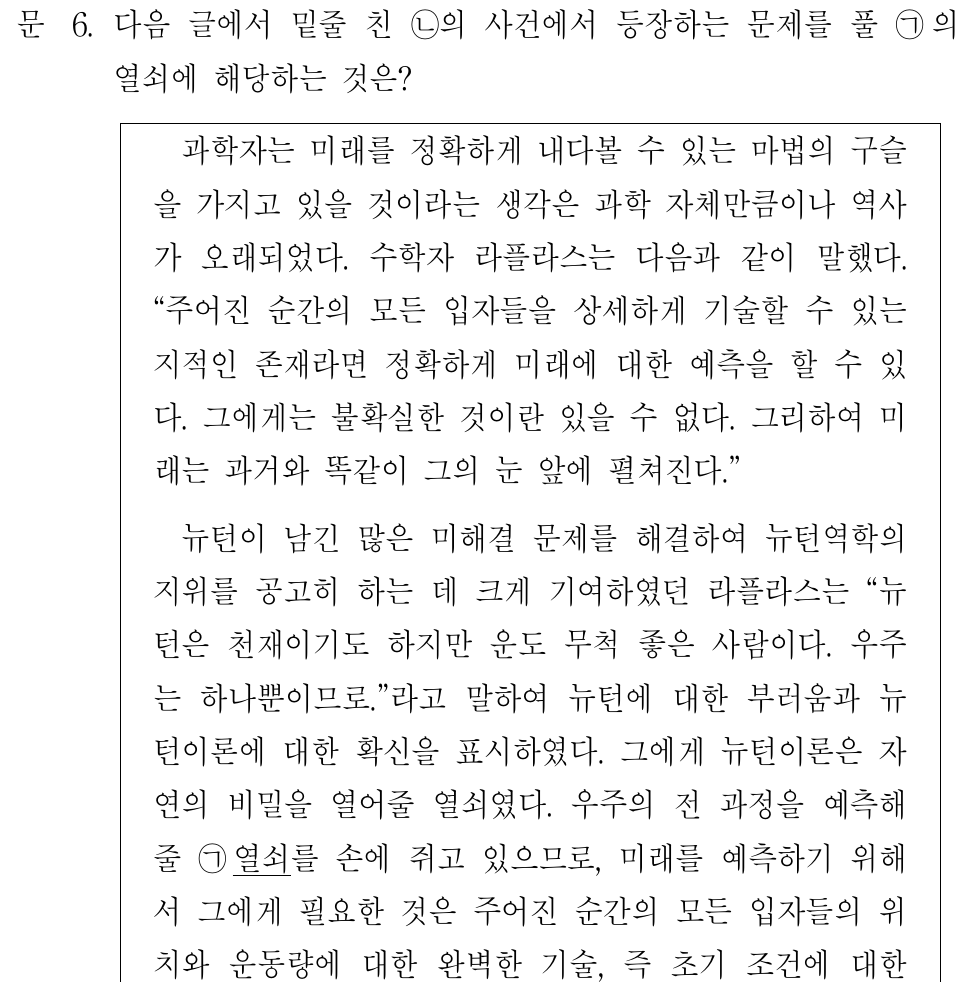 문 6. 다음 글에서 밑줄 친 ㉡의 사건에서 등장하는 문제를 풀 ㉠의
열쇠에 해당하는 것은?
과학자는 미래를 정확하게 내다볼 수 있는 마법의 구슬
을 가지고 있을 것이라는 생각은 과학 자체만큼이나 역사
가 오래되었다. 수학자 라플라스는 다음과 같이 말했다.
“주어진 순간의 모든 입자들을 상세하게 기술할 수 있는
지적인 존재라면 정확하게 미래에 대한 예측을 할 수 있
다. 그에게는 불확실한 것이란 있을 수 없다. 그리하여 미
래는 과거와 똑같이 그의 눈 앞에 펼쳐진다.”
뉴턴이 남긴 많은 미해결 문제를 해결하여 뉴턴역학의
지위를 공고히 하는 데 크게 기여하였던 라플라스는 “뉴
턴은 천재이기도 하지만 운도 무척 좋은 사람이다. 우주
는 하나뿐이므로.”라고 말하여 뉴턴에 대한 부러움과 뉴
턴이론에 대한 확신을 표시하였다. 그에게 뉴턴이론은 자
연의 비밀을 열어줄 열쇠였다. 우주의 전 과정을 예측해
줄 ㉠열쇠를 손에 쥐고 있으므로, 미래를 예측하기 위해
서 그에게 필요한 것은 주어진 순간의 모든 입자들의 위
치와 운동량에 대한 완벽한 기술, 즉 초기 조건에 대한